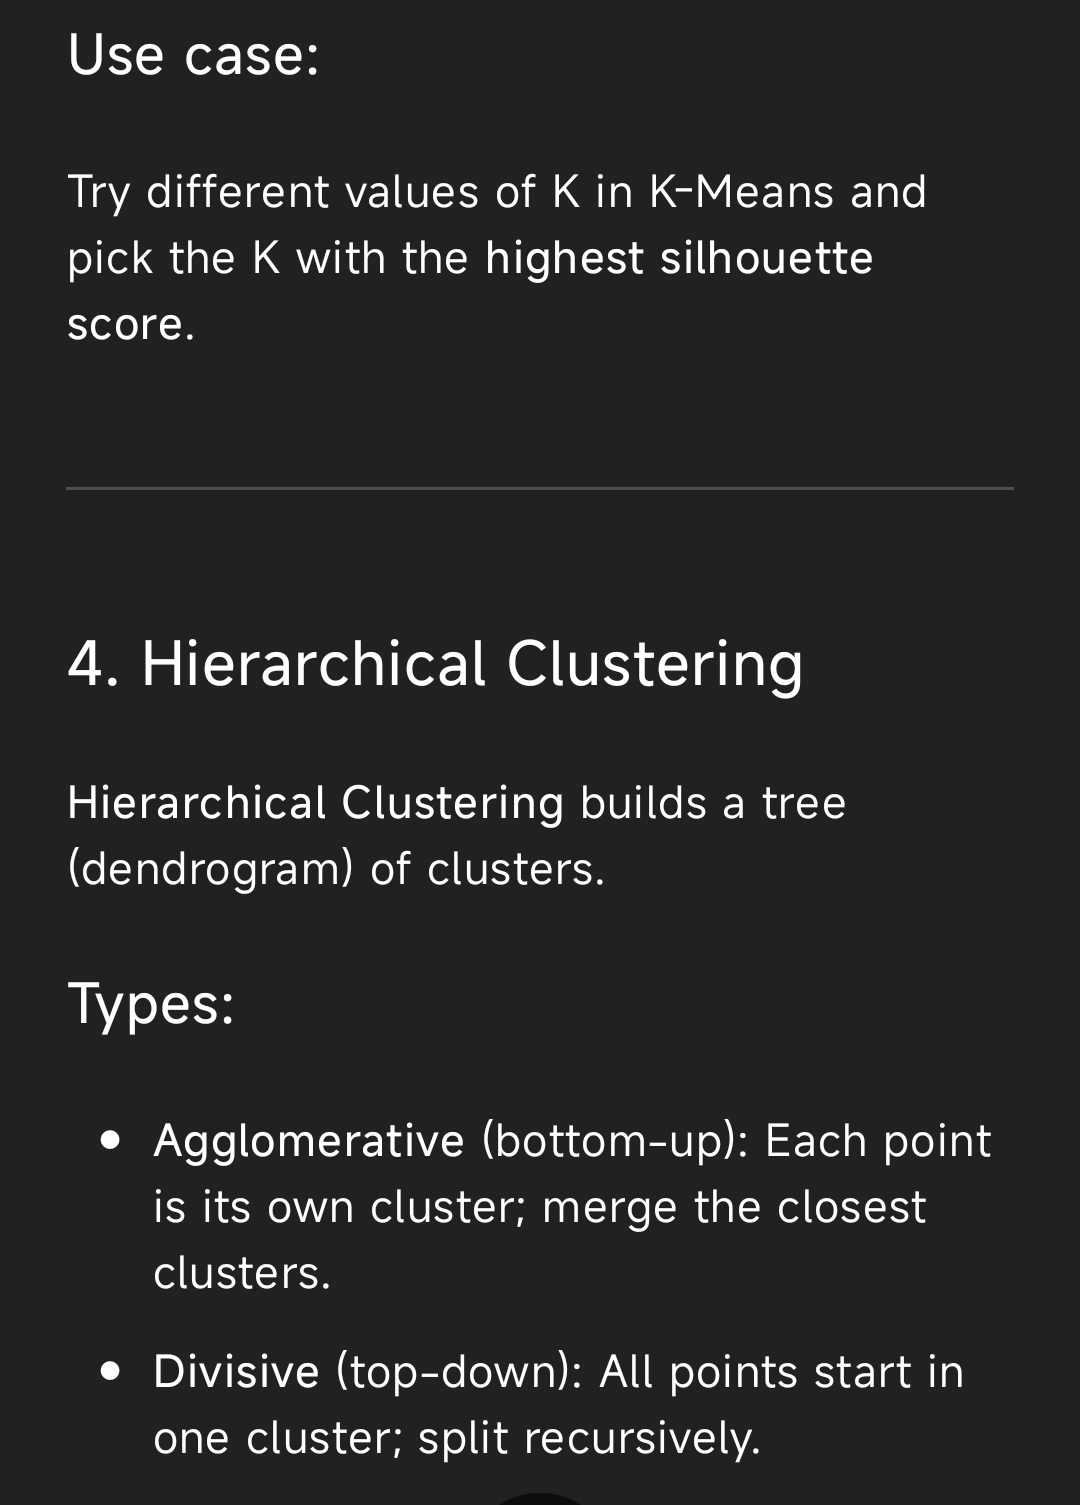 Use case:
Try different values of K in K-Means and
pick the K with the highest silhouette
score.
4. Hierarchical Clustering
Hierarchical Clustering builds a tree
(dendrogram) of clusters.
Types:
• Agglomerative (bottom-up): Each point
is its own cluster; merge the closest
clusters.
• Divisive (top-down): All points start in
one cluster; split recursively.